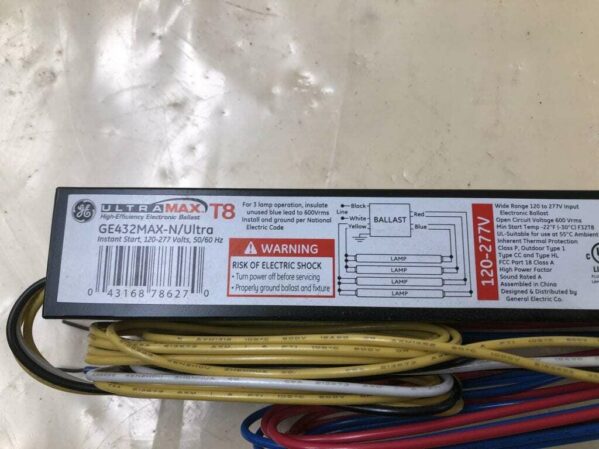 GE
ULTRAMAX
High-Efficiency Electronic Ballast
T8
GE432MAX-N/Ultra
Instant Start, 120-277 Volts, 50/60 Hz
0 43168 78627 0
For 3 lamp operation, insulate
unused blue lead to 600Vrms
Install and ground per National
Electric Code
WARNING
RISK OF ELECTRIC SHOCK
• Turn power off before servicing
• Properly ground ballast and fixture
Line
Black
White
Yellow
BALLAST
Red
Blue
LAMP
LAMP
LAMP
LAMP
120-277V
Wide Range 120 to 277V Input
Electronic Ballast
Open Circuit Voltage 600 Vrms
Min Start Temp -22°F (-30°C) F32T8
UL-Suitable for use at 55°C Ambient
Inherent Thermal Protection
Class P, Outdoor Type 1
Type CC and Type HL
FCC Part 18 Class A
High Power Factor
Sound Rated A
Assembled in China
Designed & Distributed by
General Electric Co.